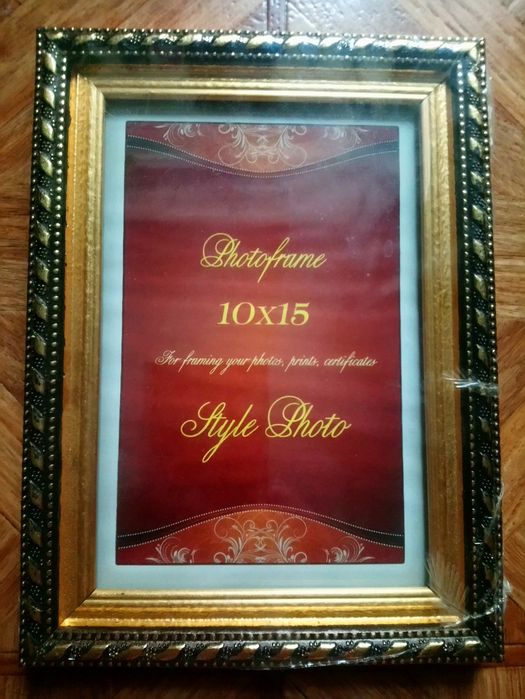 Photoframe
10x15
For framing your photos, prints, certificates
Style Photo